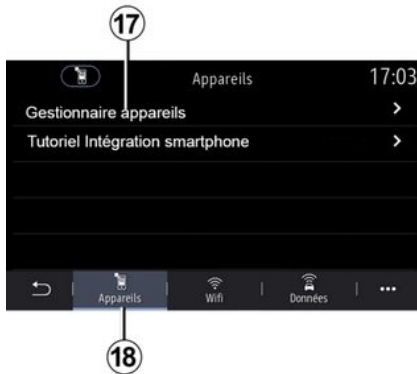 17
Appareils 17:03
Gestionnaire appareils
Tutoriel Intégration smartphone
Appareils Wifi Données
18